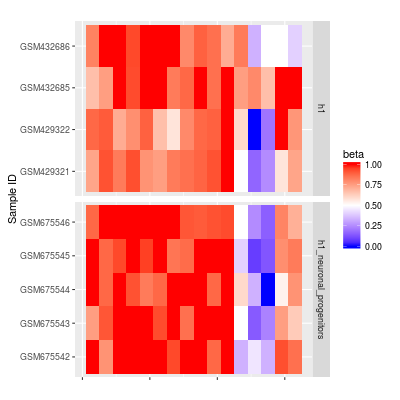 GSM432686
GSM432685
GSM429322
GSM429321
h1
GSM675546
GSM675545
GSM675544
GSM675543
GSM675542
h1_neuronal_progenitors
Sample ID
beta
1.00
0.75
0.50
0.25
0.00